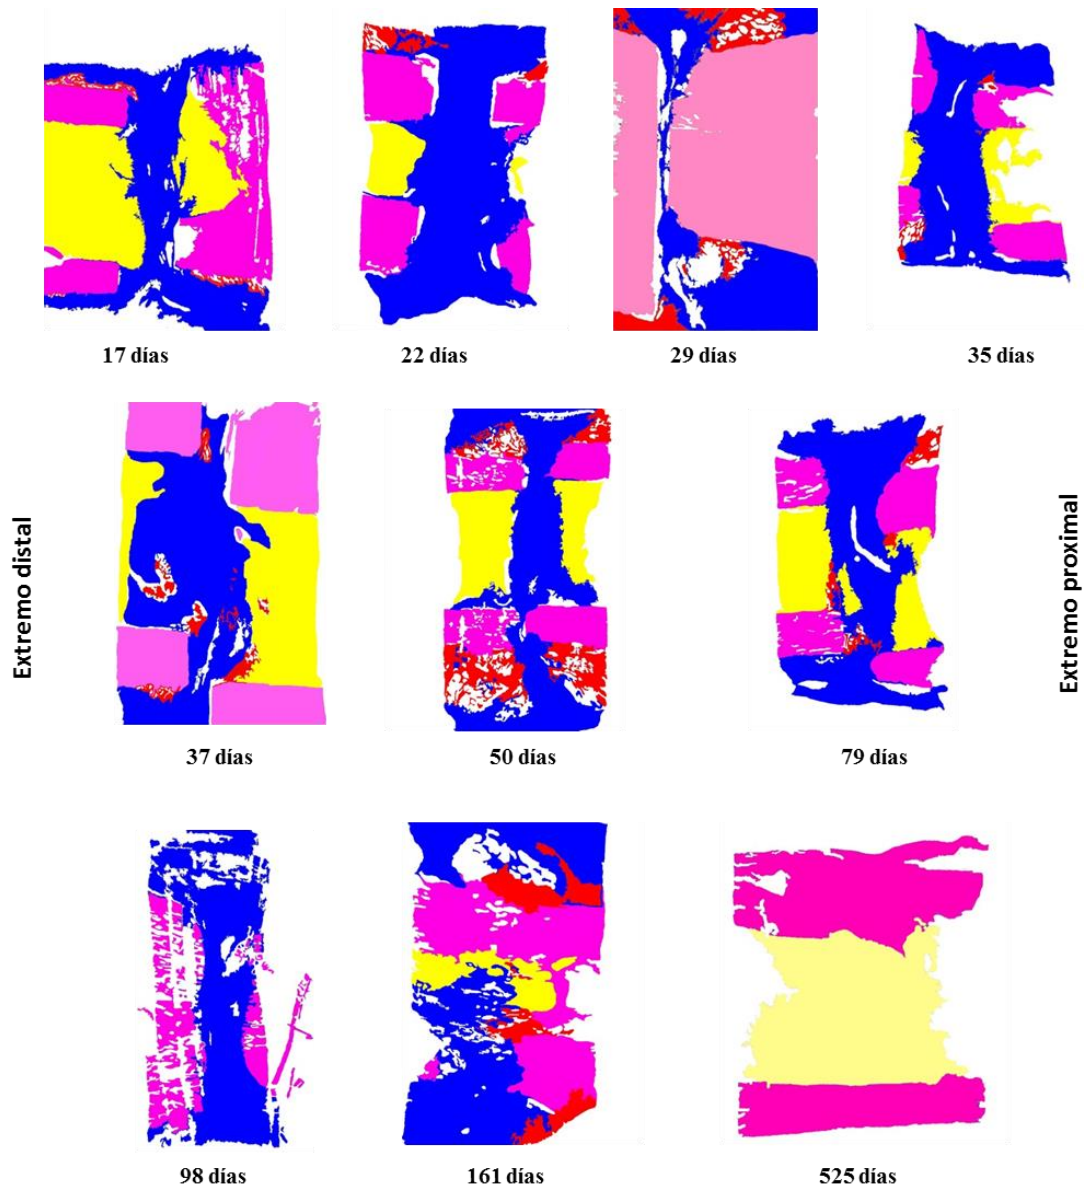 17 días
22 días
29 días
35 días
Extremo distal
Extremo proximal
37 días
50 días
79 días
98 días
161 días
525 días